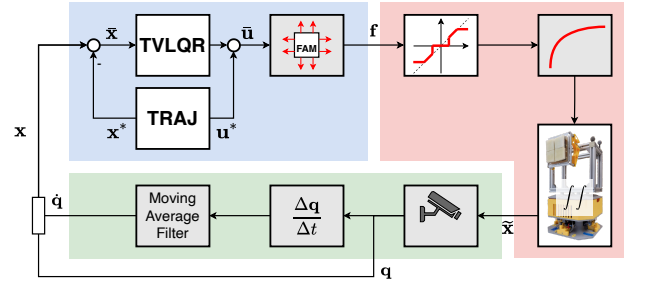 x̄
TVLQR
ū
FAM
f
-
x
x*
TRAJ
u*
q̇
Moving
Average
Filter
Δq
Δt
∫∫
x̃
q